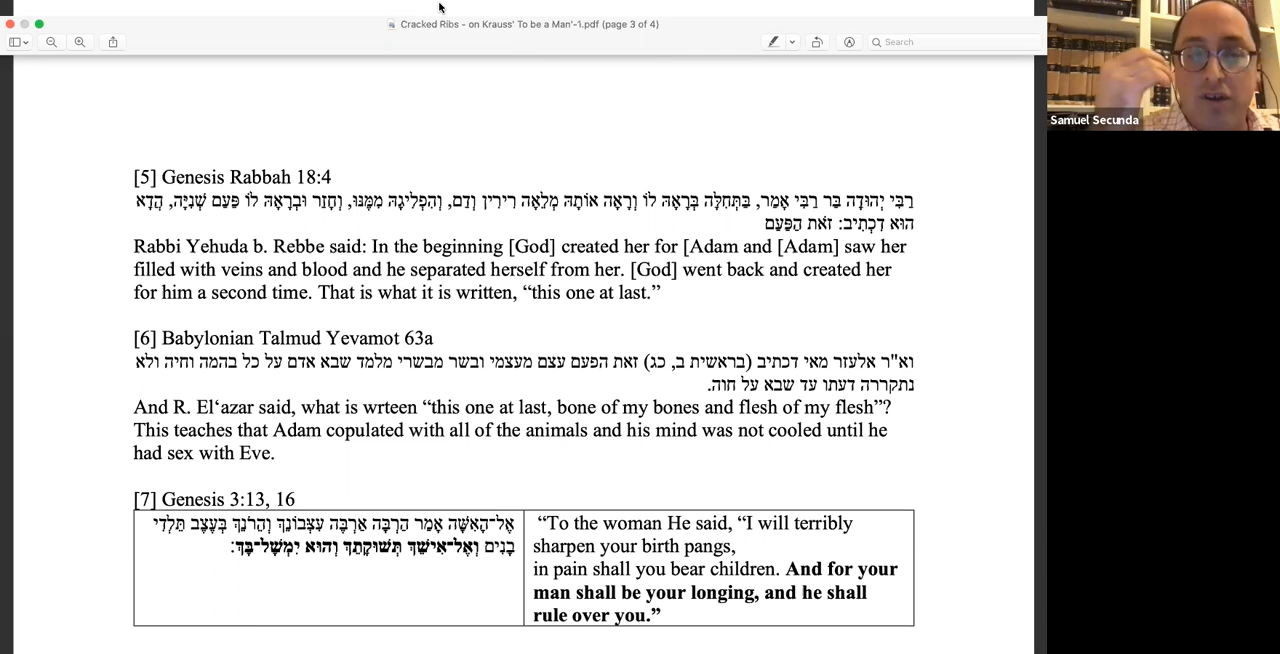 Cracked Ribs - on Krauss' To be a Man'-1.pdf (page 3 of 4)
Search
Samuel Secunda
[5] Genesis Rabbah 18:4
רַבִּי יְהוּדָה בַּר רַבִּי אָמַר, בַּתְּחִלָּה בְּרָאָהּ לוֹ וְרָאָה אוֹתָהּ מְלֵאָה רִירִין וְדַם, וְהִפְלִיגָהּ מִמֶּנּוּ, וְחָזַר וּבְרָאָהּ לוֹ פַּעַם שְׁנִיָּה, הֲדָא
הוּא דִכְתִיב: זֹאת הַפַּעַם
Rabbi Yehuda b. Rebbe said: In the beginning [God] created her for [Adam and [Adam] saw her
filled with veins and blood and he separated herself from her. [God] went back and created her
for him a second time. That is what it is written, “this one at last.”
[6] Babylonian Talmud Yevamot 63a
וא"ר אלעזר מאי דכתיב (בראשית ב, כג) זאת הפעם עצם מעצמי ובשר מבשרי מלמד שבא אדם על כל בהמה וחיה ולא
נתקררה דעתו עד שבא על חוה.
And R. El‘azar said, what is wrteen “this one at last, bone of my bones and flesh of my flesh”?
This teaches that Adam copulated with all of the animals and his mind was not cooled until he
had sex with Eve.
[7] Genesis 3:13, 16
אֶל־הָאִשָּׁה אָמַר הַרְבָּה אַרְבֶּה עִצְּבוֹנֵךְ וְהֵרֹנֵךְ בְּעֶצֶב תֵּלְדִי
בָנִים וְאֶל־אִישֵׁךְ תְּשׁוּקָתֵךְ וְהוּא יִמְשָׁל־בָּךְ׃
“To the woman He said, “I will terribly
sharpen your birth pangs,
in pain shall you bear children. And for your
man shall be your longing, and he shall
rule over you.”